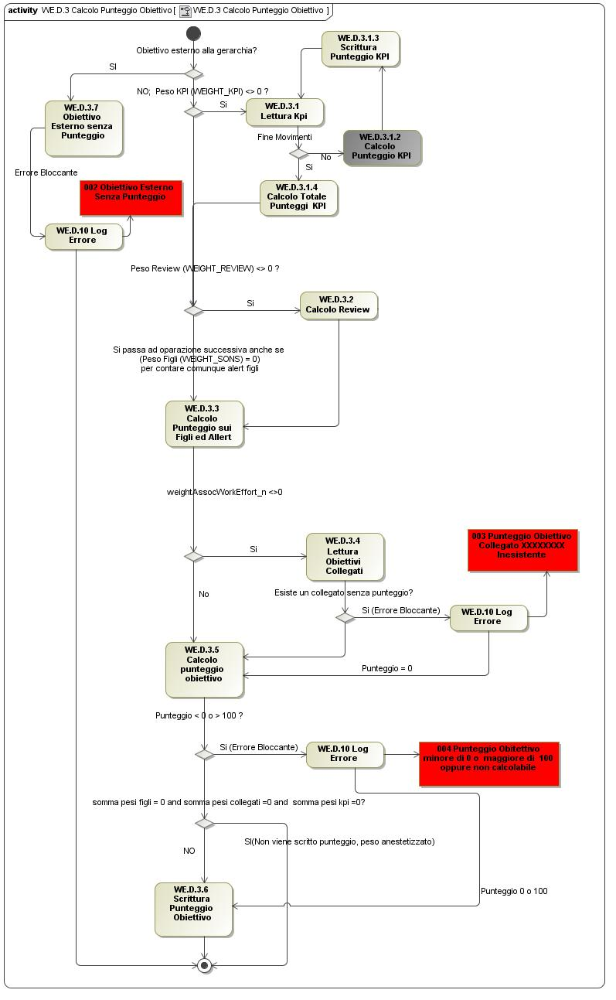 activity WE.D.3 Calcolo Punteggio Obiettivo [ WE.D.3 Calcolo Punteggio Obiettivo ]
Obiettivo esterno alla gerarchia?
WE.D.3.1.3
Scrittura
Punteggio KPI
SI
NO; Peso KPI (WEIGHT_KPI) <> 0 ?
WE.D.3.7
Obiettivo
Esterno senza
Punteggio
Si
WE.D.3.1
Lettura Kpi
Fine Movimenti
No
WE.D.3.1.2
Calcolo
Punteggio KPI
Si
Errore Bloccante
002 Obiettivo Esterno
Senza Punteggio
WE.D.3.1.4
Calcolo Totale
Punteggi KPI
WE.D.10 Log
Errore
Peso Review (WEIGHT_REVIEW) <> 0 ?
Si
WE.D.3.2
Calcolo Review
Si passa ad oparazione successiva anche se
(Peso Figli (WEIGHT_SONS) = 0)
per contare comunque alert figli
WE.D.3.3
Calcolo
Punteggio sui
Figli ed Allert
weightAssocWorkEffort_n <>0
Si
WE.D.3.4
Lettura
Obiettivi
Collegati
003 Punteggio Obiettivo
Collegato XXXXXXXX
Inesistente
No
Esiste un collegato senza punteggio?
Si (Errore Bloccante)
WE.D.10 Log
Errore
WE.D.3.5
Calcolo
punteggio
obiettivo
Punteggio = 0
Punteggio < 0 o > 100 ?
Si (Errore Bloccante)
WE.D.10 Log
Errore
004 Punteggio Obitettivo
minore di 0 o maggiore di 100
oppure non calcolabile
somma pesi figli = 0 and somma pesi collegati =0 and somma pesi kpi =0?
SI(Non viene scritto punteggio, peso anestetizzato)
NO
WE.D.3.6
Scrittura
Punteggio
Obiettivo
Punteggio 0 o 100